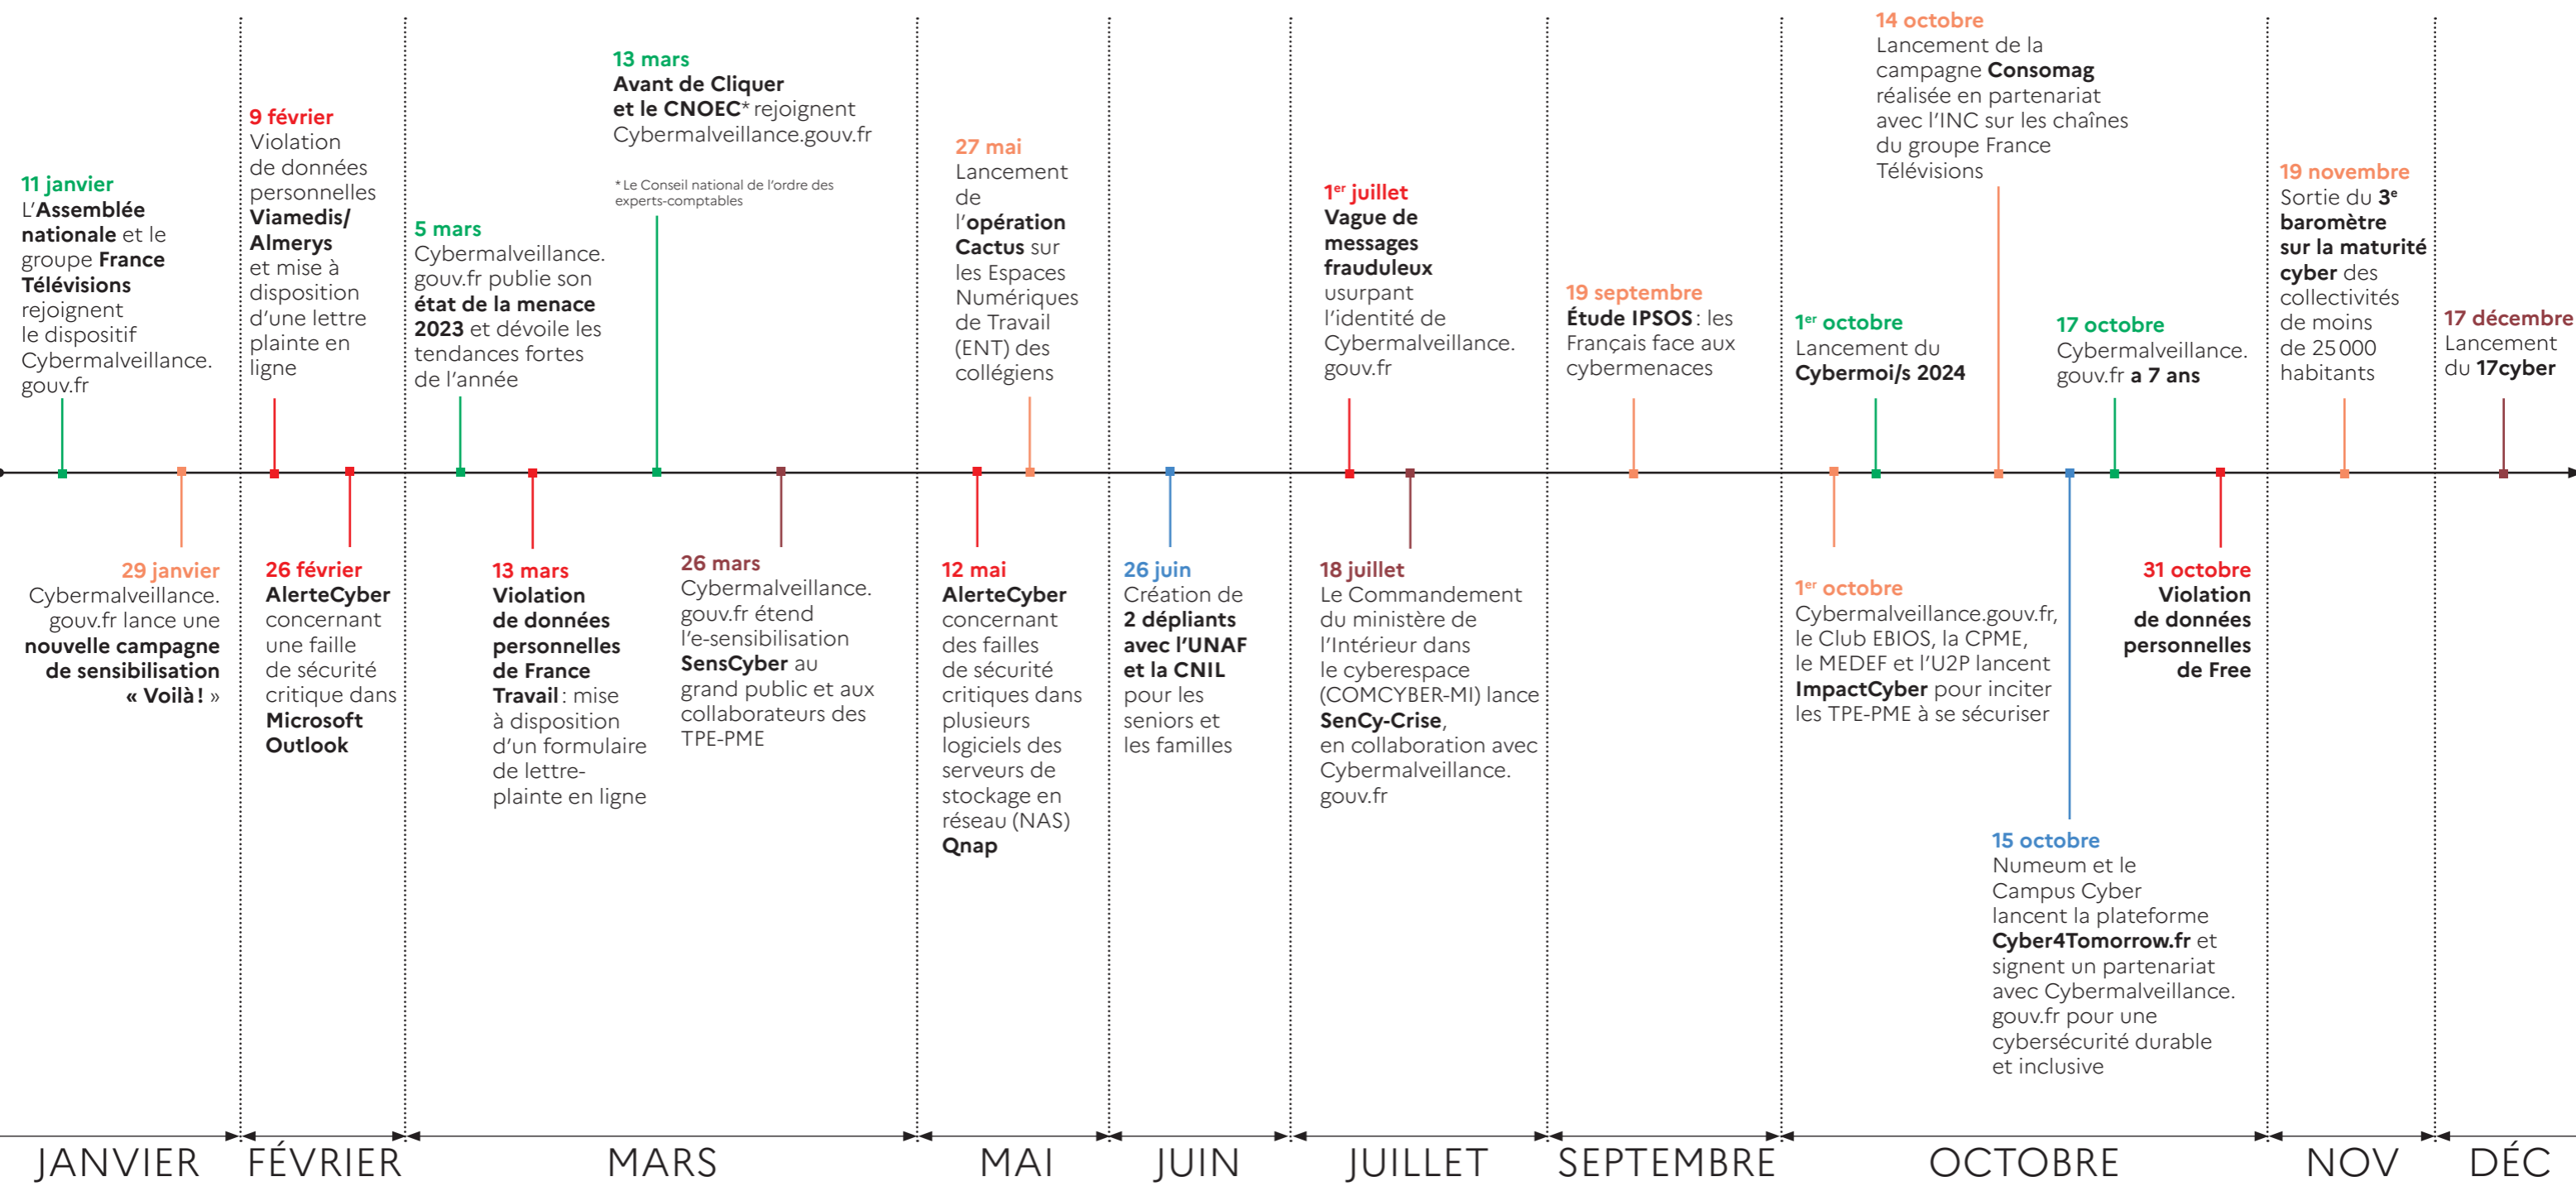 11 janvier
L’Assemblée
nationale et le
groupe France
Télévisions
rejoignent
le dispositif
Cybermalveillance.
gouv.fr
29 janvier
Cybermalveillance.
gouv.fr lance une
nouvelle campagne
de sensibilisation
« Voilà ! »
9 février
Violation
de données
personnelles
Viamedis/
Almerys
et mise à
disposition
d’une lettre
plainte en
ligne
26 février
AlerteCyber
concernant
une faille
de sécurité
critique dans
Microsoft
Outlook
5 mars
Cybermalveillance.
gouv.fr publie son
état de la menace
2023 et dévoile les
tendances fortes
de l’année
13 mars
Violation
de données
personnelles
de France
Travail : mise
à disposition
d’un formulaire
de lettre-
plainte en ligne
13 mars
Avant de Cliquer
et le CNOEC* rejoignent
Cybermalveillance.gouv.fr
* Le Conseil national de l’ordre des
experts-comptables
26 mars
Cybermalveillance.
gouv.fr étend
l’e-sensibilisation
SensCyber au
grand public et aux
collaborateurs des
TPE-PME
12 mai
AlerteCyber
concernant
des failles
de sécurité
critiques dans
plusieurs
logiciels des
serveurs de
stockage en
réseau (NAS)
Qnap
27 mai
Lancement
de
l’opération
Cactus sur
les Espaces
Numériques
de Travail
(ENT) des
collégiens
26 juin
Création de
2 dépliants
avec l’UNAF
et la CNIL
pour les
seniors et
les familles
1er juillet
Vague de
messages
frauduleux
usurpant
l’identité de
Cybermalveillance.
gouv.fr
18 juillet
Le Commandement
du ministère de
l’Intérieur dans
le cyberespace
(COMCYBER-MI) lance
SenCy-Crise,
en collaboration avec
Cybermalveillance.
gouv.fr
19 septembre
Étude IPSOS : les
Français face aux
cybermenaces
1er octobre
Cybermalveillance.gouv.fr,
le Club EBIOS, la CPME,
le MEDEF et l’U2P lancent
ImpactCyber pour inciter
les TPE-PME à se sécuriser
1er octobre
Lancement du
Cybermoi/s 2024
14 octobre
Lancement de la
campagne Consomag
réalisée en partenariat
avec l’INC sur les chaînes
du groupe France
Télévisions
15 octobre
Numeum et le
Campus Cyber
lancent la plateforme
Cyber4Tomorrow.fr et
signent un partenariat
avec Cybermalveillance.
gouv.fr pour une
cybersécurité durable
et inclusive
17 octobre
Cybermalveillance.
gouv.fr a 7 ans
31 octobre
Violation
de données
personnelles
de Free
19 novembre
Sortie du 3e
baromètre
sur la maturité
cyber des
collectivités
de moins
de 25 000
habitants
17 décembre
Lancement
du 17cyber
JANVIER
FÉVRIER
MARS
MAI
JUIN
JUILLET
SEPTEMBRE
OCTOBRE
NOV
DÉC